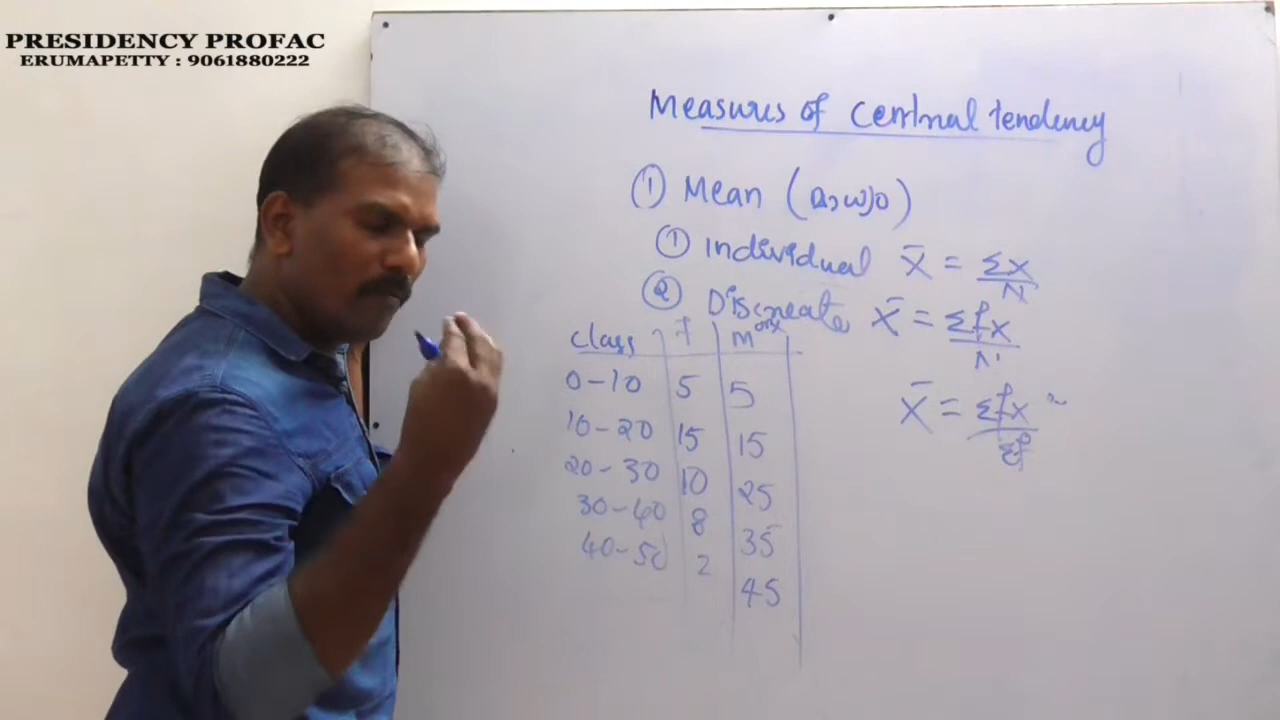 PRESIDENCY PROFAC
ERUMAPETTY : 9061880222
Measures of Central tendency
① Mean (മാധ്യം)
① Individual X̄ = Σx/N
② Discreate X̄ = Σfx/N
class f m or x
0-10 5 5
10-20 15 15
20-30 10 25
30-40 8 35
40-50 2 45
X̄ = Σfx/Σf